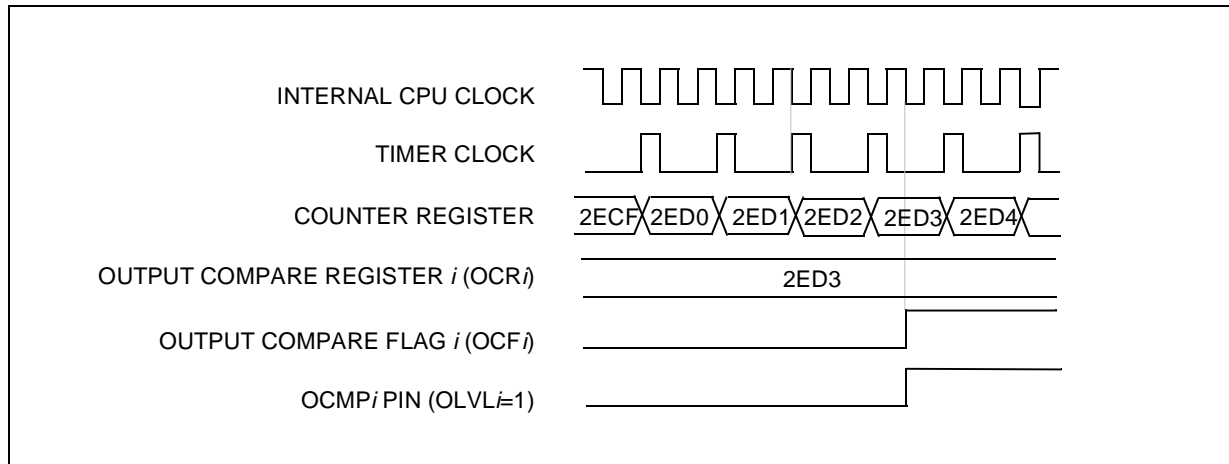 INTERNAL CPU CLOCK
TIMER CLOCK
COUNTER REGISTER 2ECF 2ED0 2ED1 2ED2 2ED3 2ED4
OUTPUT COMPARE REGISTER i (OCRi) 2ED3
OUTPUT COMPARE FLAG i (OCFi)
OCMPi PIN (OLVLi=1)